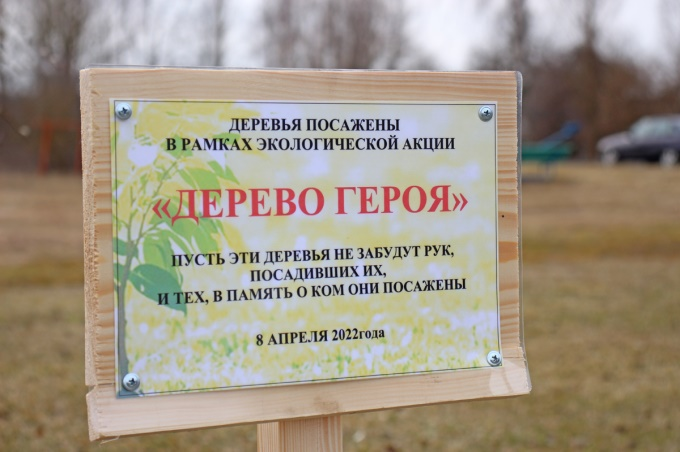 ДЕРЕВЬЯ ПОСАЖЕНЫ
В РАМКАХ ЭКОЛОГИЧЕСКОЙ АКЦИИ
«ДЕРЕВО ГЕРОЯ»
ПУСТЬ ЭТИ ДЕРЕВЬЯ НЕ ЗАБУДУТ РУК,
ПОСАДИВШИХ ИХ,
И ТЕХ, В ПАМЯТЬ О КОМ ОНИ ПОСАЖЕНЫ
8 АПРЕЛЯ 2022года